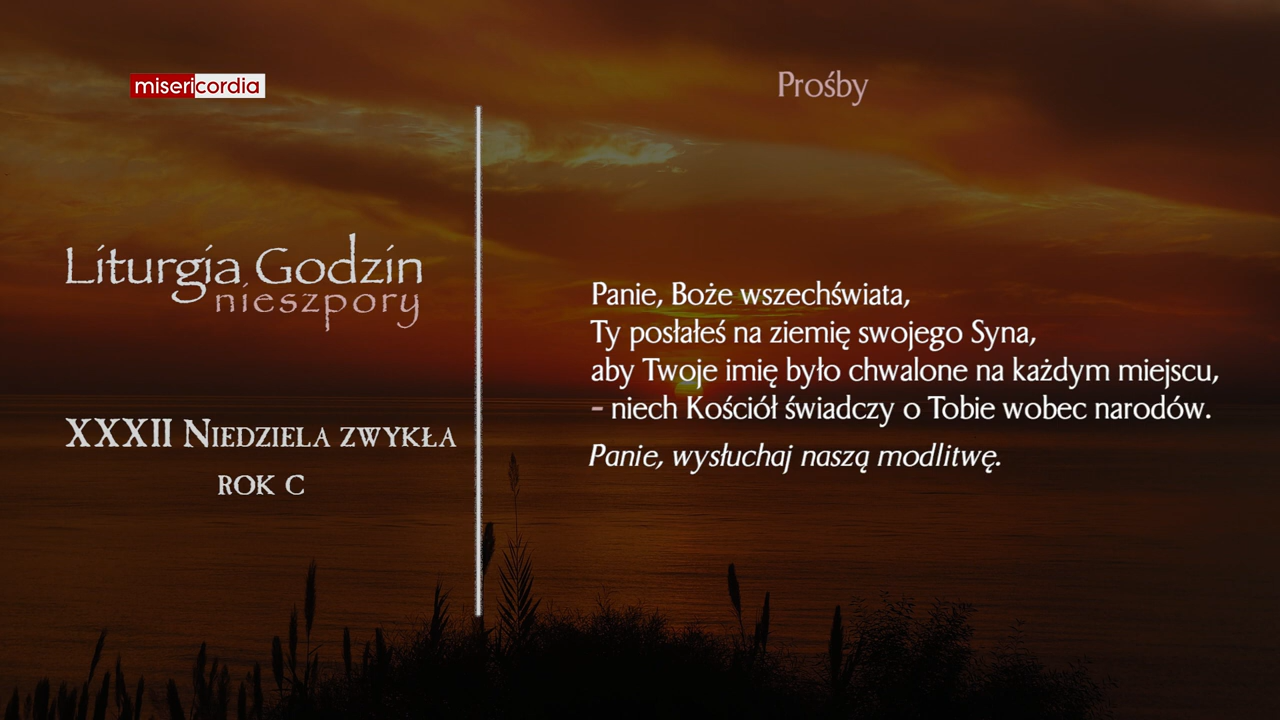 misericordia
Prośby
Liturgia Godzin
nieszpory
XXXII Niedziela zwykła
rok C
Panie, Boże wszechświata,
Ty posłałeś na ziemię swojego Syna,
aby Twoje imię było chwalone na każdym miejscu,
- niech Kościół świadczy o Tobie wobec narodów.
Panie, wysłuchaj naszą modlitwę.